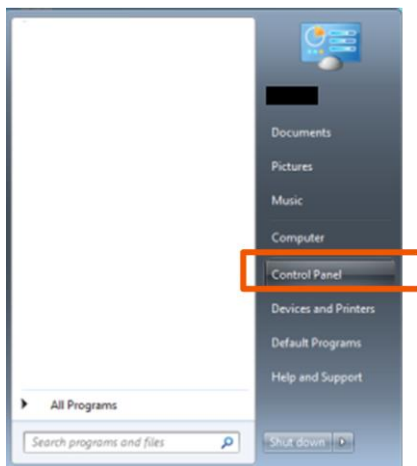 Documents
Pictures
Music
Computer
Control Panel
Devices and Printers
Default Programs
Help and Support
All Programs
Search programs and files
Shut down